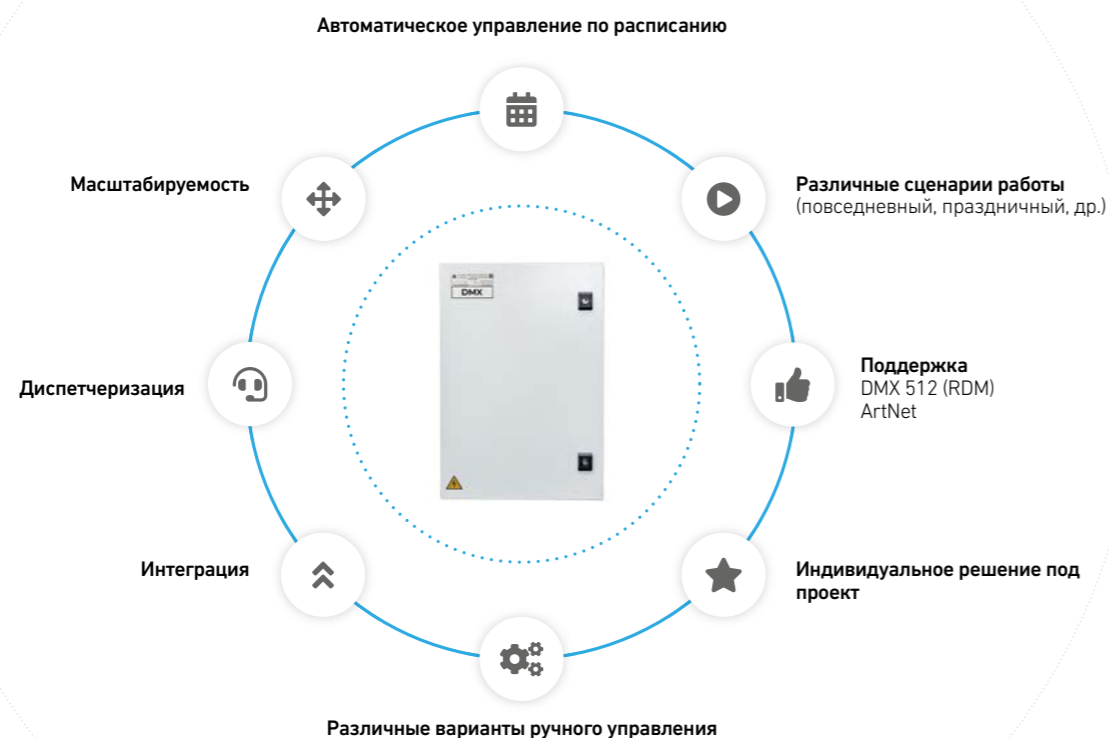 Автоматическое управление по расписанию
Масштабируемость
Различные сценарии работы
(повседневный, праздничный, др.)
DMX
Диспетчеризация
Поддержка
DMX 512 (RDM)
ArtNet
Интеграция
Индивидуальное решение под
проект
Различные варианты ручного управления